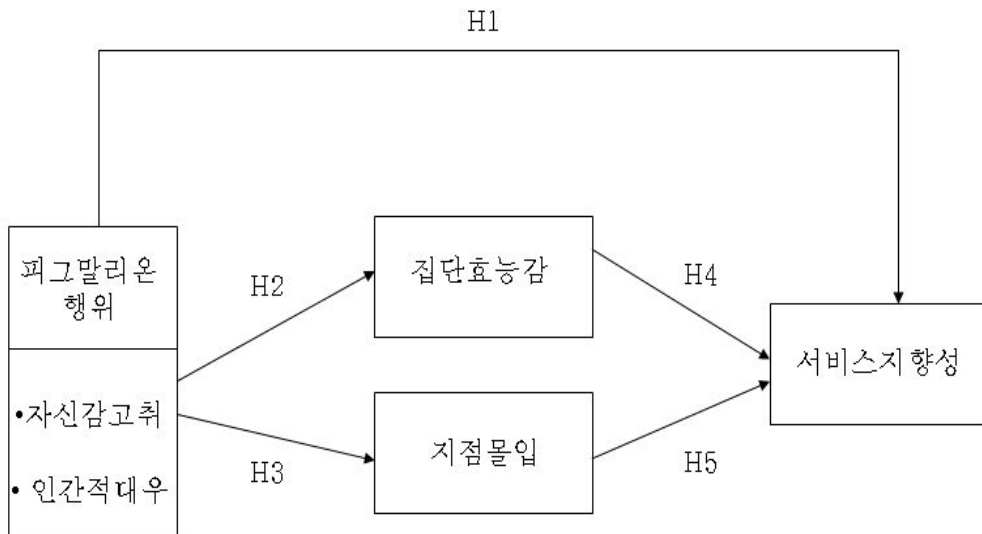 H1
피그말리온
행위
•자신감고취
• 인간적대우
H2
H3
집단효능감
지점몰입
H4
H5
서비스지향성